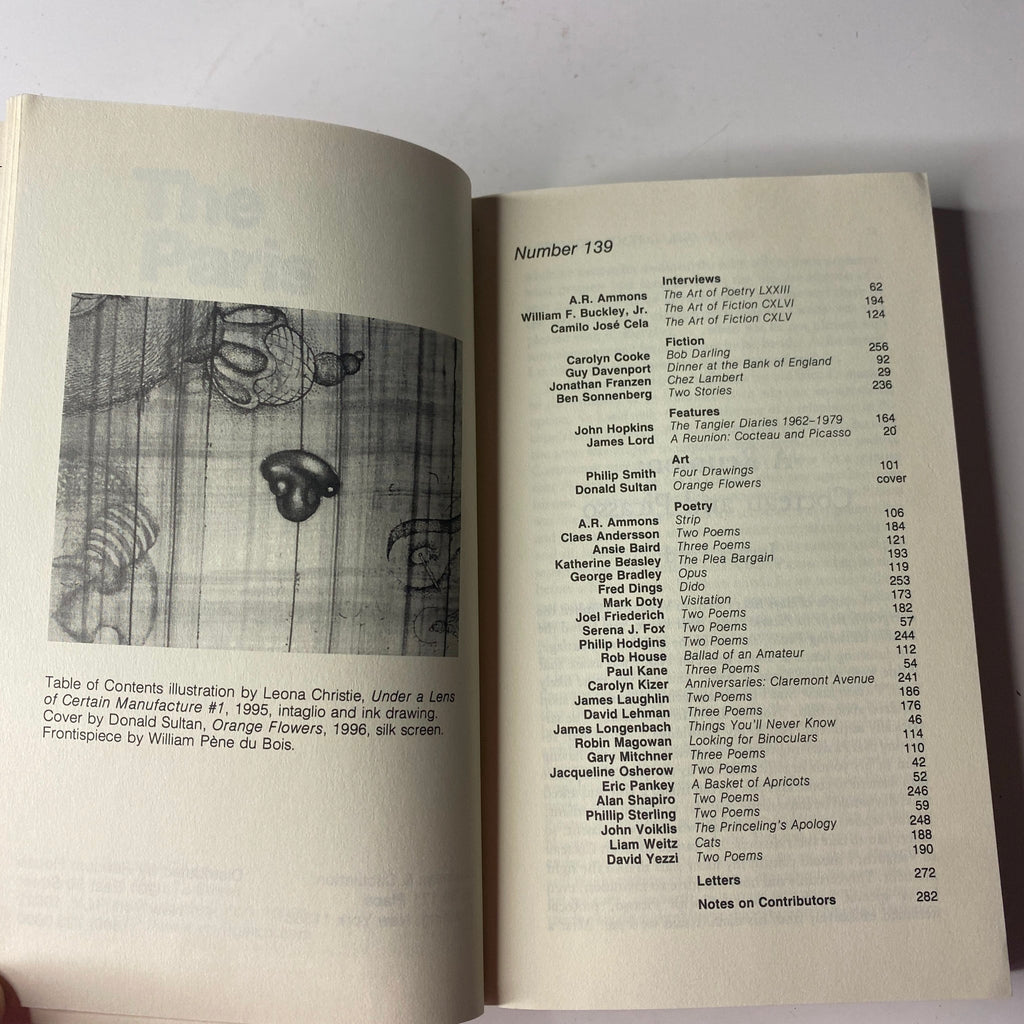 The
Paris
Table of Contents illustration by Leona Christie, Under a Lens
of Certain Manufacture #1, 1995, intaglio and ink drawing.
Cover by Donald Sultan, Orange Flowers, 1996, silk screen.
Frontispiece by William Pène du Bois.
Number 139
Interviews
A.R. Ammons The Art of Poetry LXXIII 62
William F. Buckley, Jr. The Art of Fiction CXLVI 194
Camilo José Cela The Art of Fiction CXLV 124
Fiction
Carolyn Cooke Bob Darling 256
Guy Davenport Dinner at the Bank of England 92
Jonathan Franzen Chez Lambert 29
Ben Sonnenberg Two Stories 236
Features
John Hopkins The Tangier Diaries 1962–1979 164
James Lord A Reunion: Cocteau and Picasso 20
Art
Philip Smith Four Drawings 101
Donald Sultan Orange Flowers cover
Poetry
A.R. Ammons Strip 106
Claes Andersson Two Poems 184
Ansie Baird Three Poems 121
Katherine Beasley The Plea Bargain 193
George Bradley Opus 119
Fred Dings Dido 253
Mark Doty Visitation 173
Joel Friederich Two Poems 182
Serena J. Fox Two Poems 57
Philip Hodgins Two Poems 244
Rob House Ballad of an Amateur 112
Paul Kane Three Poems 54
Carolyn Kizer Anniversaries: Claremont Avenue 241
James Laughlin Two Poems 186
David Lehman Three Poems 176
James Longenbach Things You'll Never Know 46
Robin Magowan Looking for Binoculars 114
Gary Mitchner Three Poems 110
Jacqueline Osherow Two Poems 42
Eric Pankey A Basket of Apricots 52
Alan Shapiro Two Poems 246
Phillip Sterling Two Poems 59
John Voiklis The Princeling's Apology 248
Liam Weitz Cats 188
David Yezzi Two Poems 190
Letters 272
Notes on Contributors 282